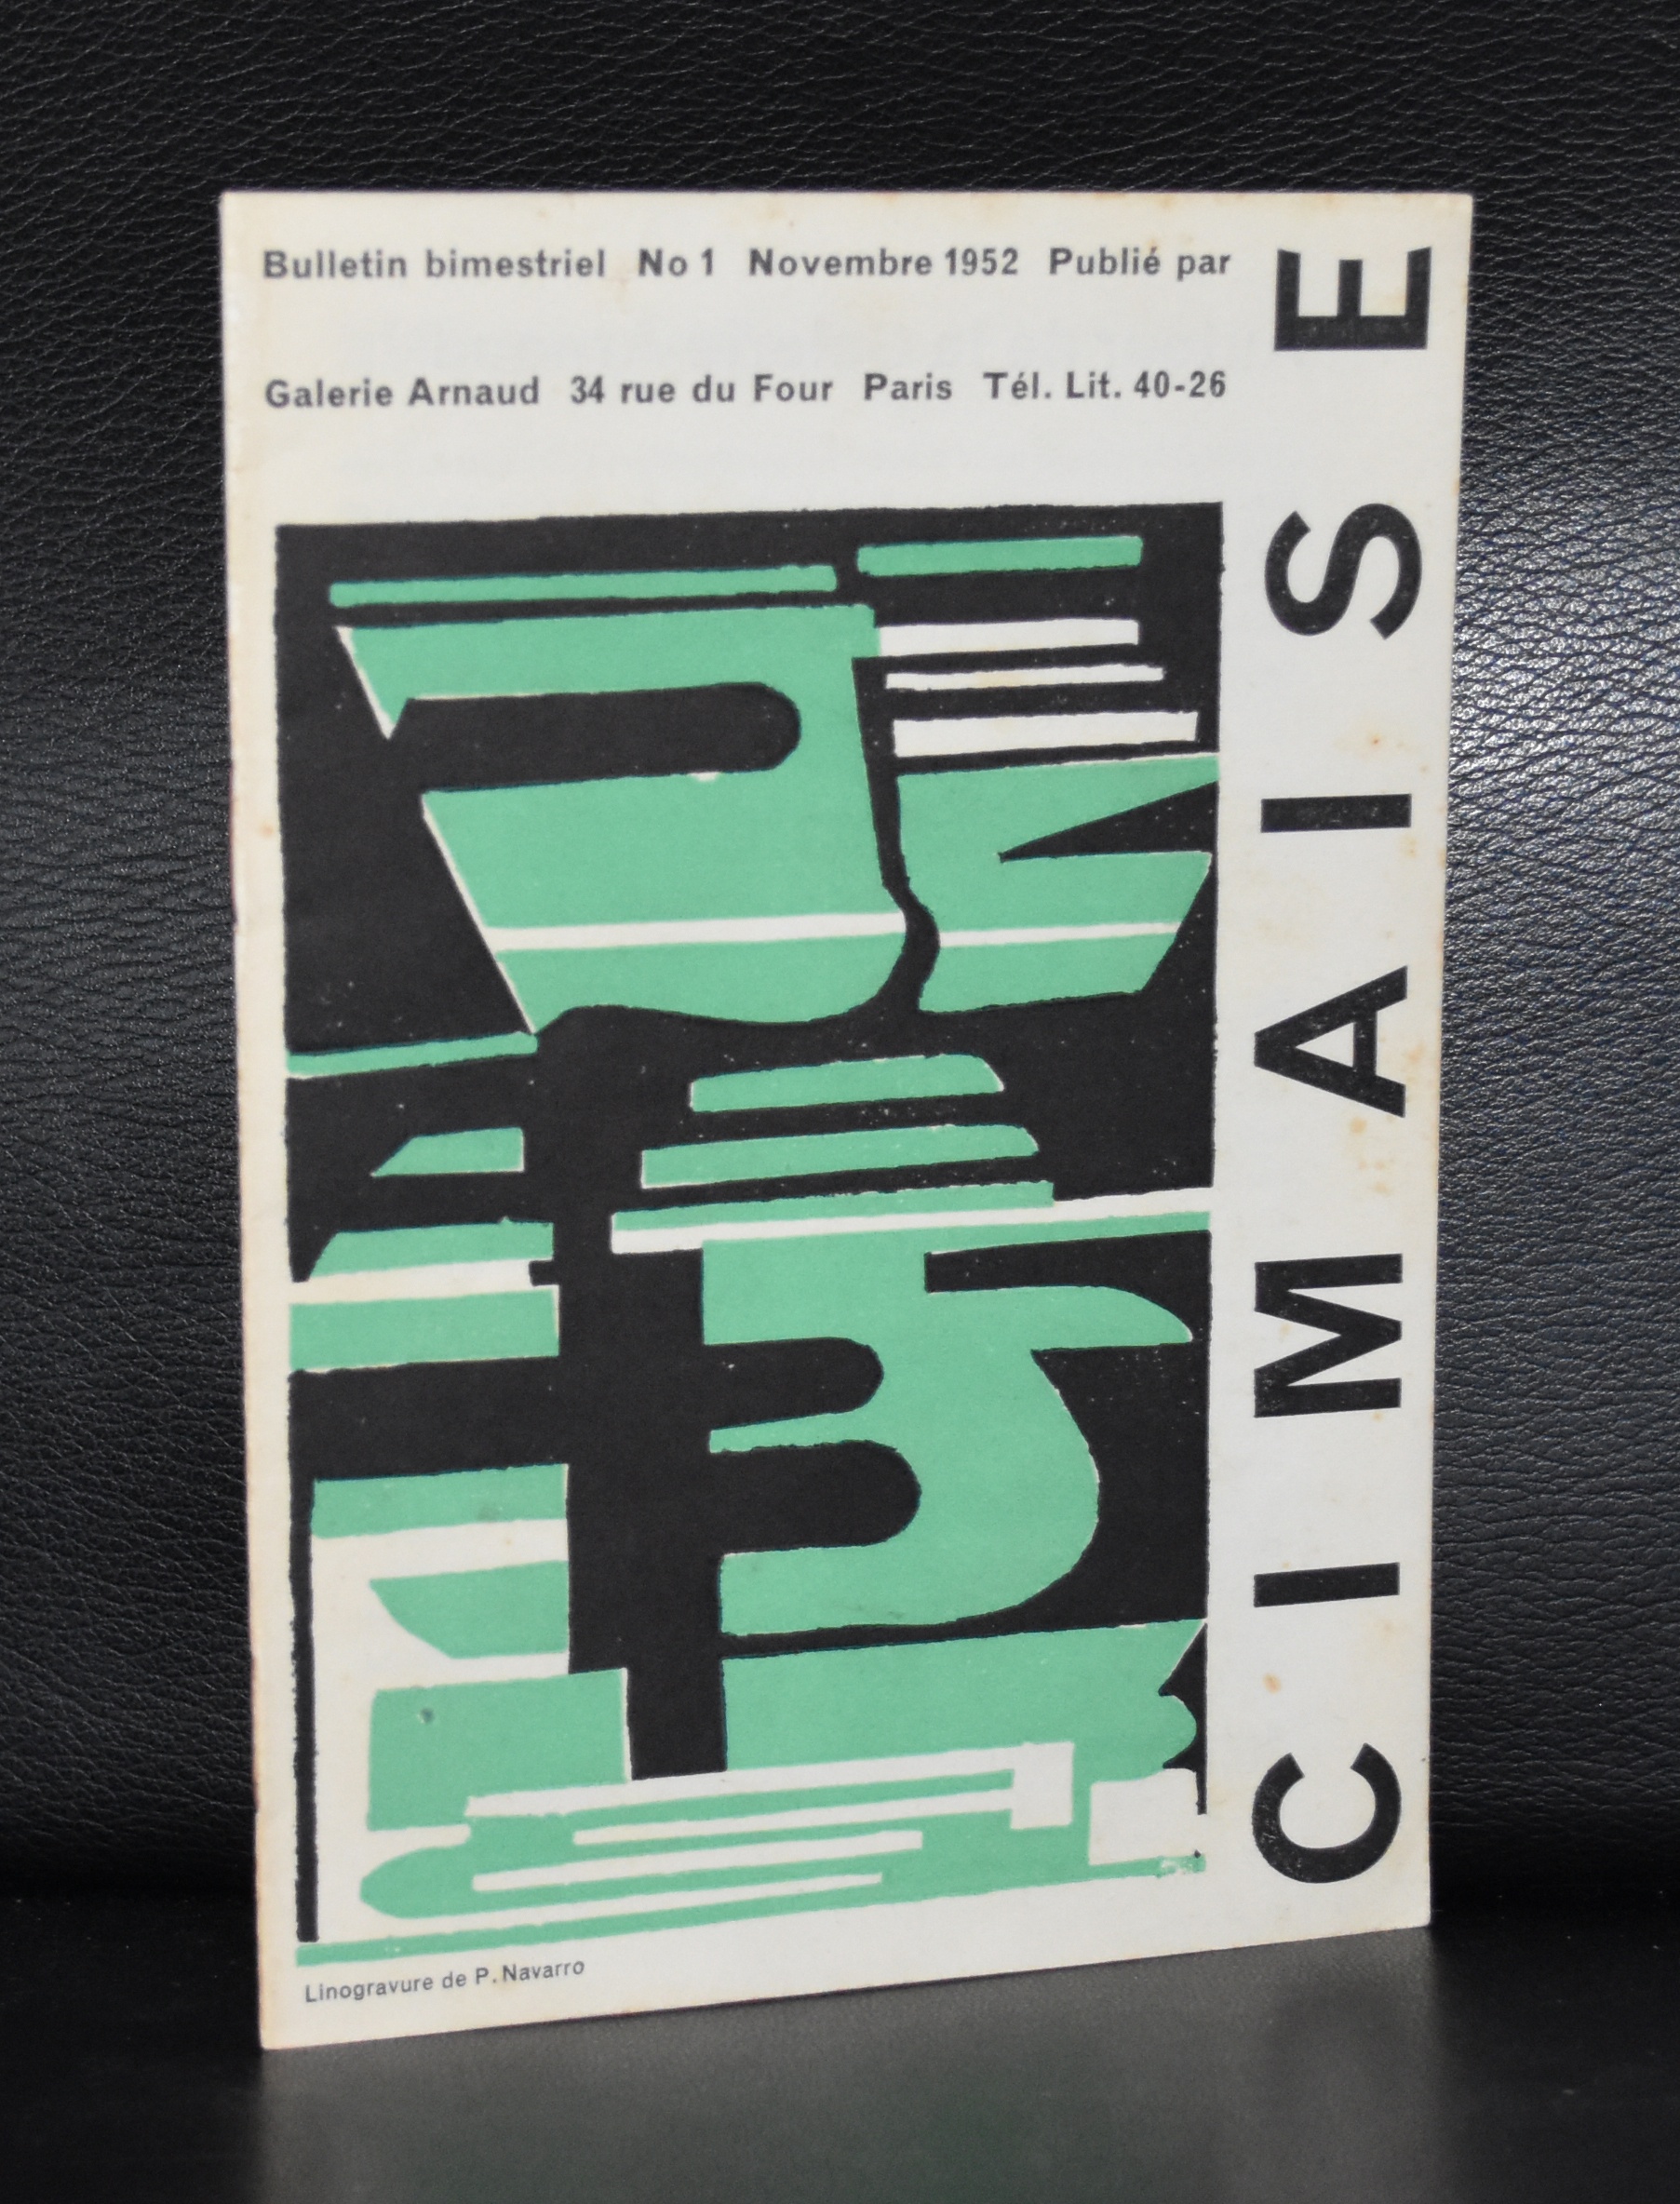 Bulletin bimestriel No 1 Novembre 1952 Publié par
Galerie Arnaud 34 rue du Four Paris Tél. Lit. 40-26
CIMAISE
Linogravure de P. Navarro